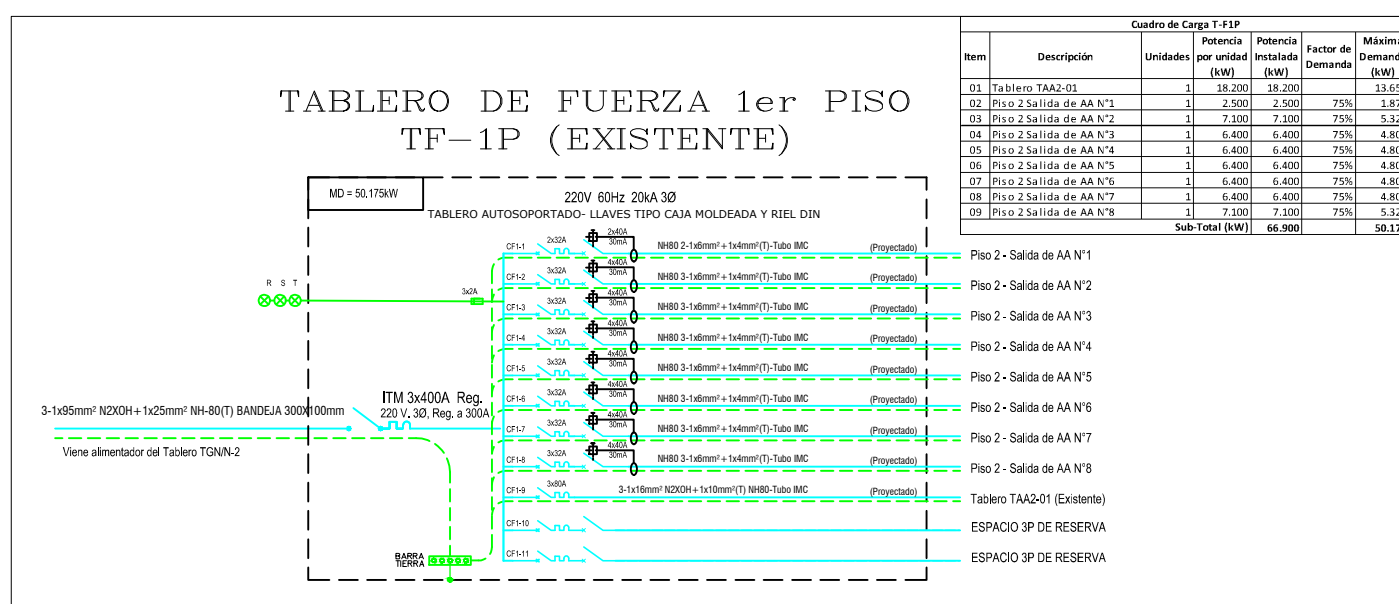 Cuadro de Carga T-F1P
Item Descripción Unidades Potencia por unidad (kW) Potencia Instalada (kW) Factor de Demanda Máxima Demanda (kW)
01 Tablero TAA2-01 1 18.200 18.200 13.65
02 Piso 2 Salida de AA N°1 1 2.500 2.500 75% 1.87
03 Piso 2 Salida de AA N°2 1 7.100 7.100 75% 5.32
04 Piso 2 Salida de AA N°3 1 6.400 6.400 75% 4.80
05 Piso 2 Salida de AA N°4 1 6.400 6.400 75% 4.80
06 Piso 2 Salida de AA N°5 1 6.400 6.400 75% 4.80
07 Piso 2 Salida de AA N°6 1 6.400 6.400 75% 4.80
08 Piso 2 Salida de AA N°7 1 6.400 6.400 75% 4.80
09 Piso 2 Salida de AA N°8 1 7.100 7.100 75% 5.32
Sub-Total (kW) 66.900 50.17
TABLERO DE FUERZA 1er PISO
TF-1P (EXISTENTE)
MD = 50.175kW
220V 60Hz 20kA 3Ø
TABLERO AUTOSOPORTADO- LLAVES TIPO CAJA MOLDEADA Y RIEL DIN
CF1-1 2x32A 2x40A 30mA NH80 2-1x6mm²+1x4mm²(T)-Tubo IMC (Proyectado) Piso 2 - Salida de AA N°1
CF1-2 3x32A 4x40A 30mA NH80 3-1x6mm²+1x4mm²(T)-Tubo IMC (Proyectado) Piso 2 - Salida de AA N°2
R S T
3x2A
CF1-3 3x32A 4x40A 30mA NH80 3-1x6mm²+1x4mm²(T)-Tubo IMC (Proyectado) Piso 2 - Salida de AA N°3
CF1-4 3x32A 4x40A 30mA NH80 3-1x6mm²+1x4mm²(T)-Tubo IMC (Proyectado) Piso 2 - Salida de AA N°4
CF1-5 3x32A 4x40A 30mA NH80 3-1x6mm²+1x4mm²(T)-Tubo IMC (Proyectado) Piso 2 - Salida de AA N°5
CF1-6 3x32A 4x40A 30mA NH80 3-1x6mm²+1x4mm²(T)-Tubo IMC (Proyectado) Piso 2 - Salida de AA N°6
CF1-7 3x32A 4x40A 30mA NH80 3-1x6mm²+1x4mm²(T)-Tubo IMC (Proyectado) Piso 2 - Salida de AA N°7
CF1-8 3x32A 4x40A 30mA NH80 3-1x6mm²+1x4mm²(T)-Tubo IMC (Proyectado) Piso 2 - Salida de AA N°8
CF1-9 3x80A 3-1x16mm² N2XOH+1x10mm²(T) NH80-Tubo IMC (Proyectado) Tablero TAA2-01 (Existente)
CF1-10 ESPACIO 3P DE RESERVA
CF1-11 ESPACIO 3P DE RESERVA
ITM 3x400A Reg.
220 V. 3Ø, Reg. a 300A
3-1x95mm² N2XOH+1x25mm² NH-80(T) BANDEJA 300X100mm
Viene alimentador del Tablero TGN/N-2
BARRA
TIERRA